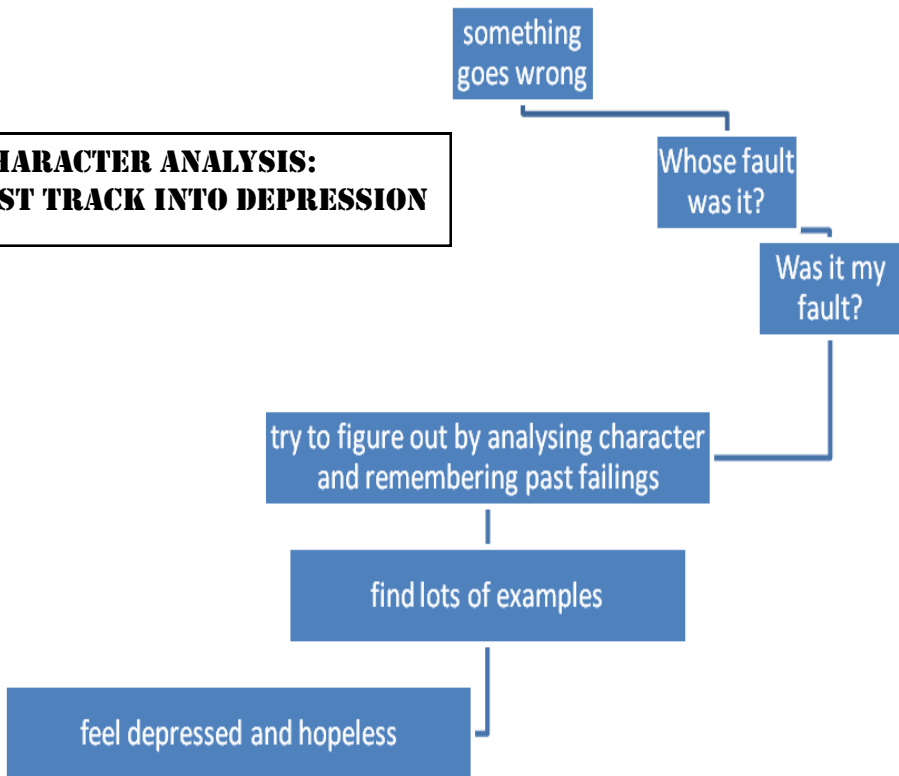 something
goes wrong
HARACTER ANALYSIS:
ST TRACK INTO DEPRESSION
Whose fault
was it?
Was it my
fault?
try to figure out by analysing character
and remembering past failings
find lots of examples
feel depressed and hopeless